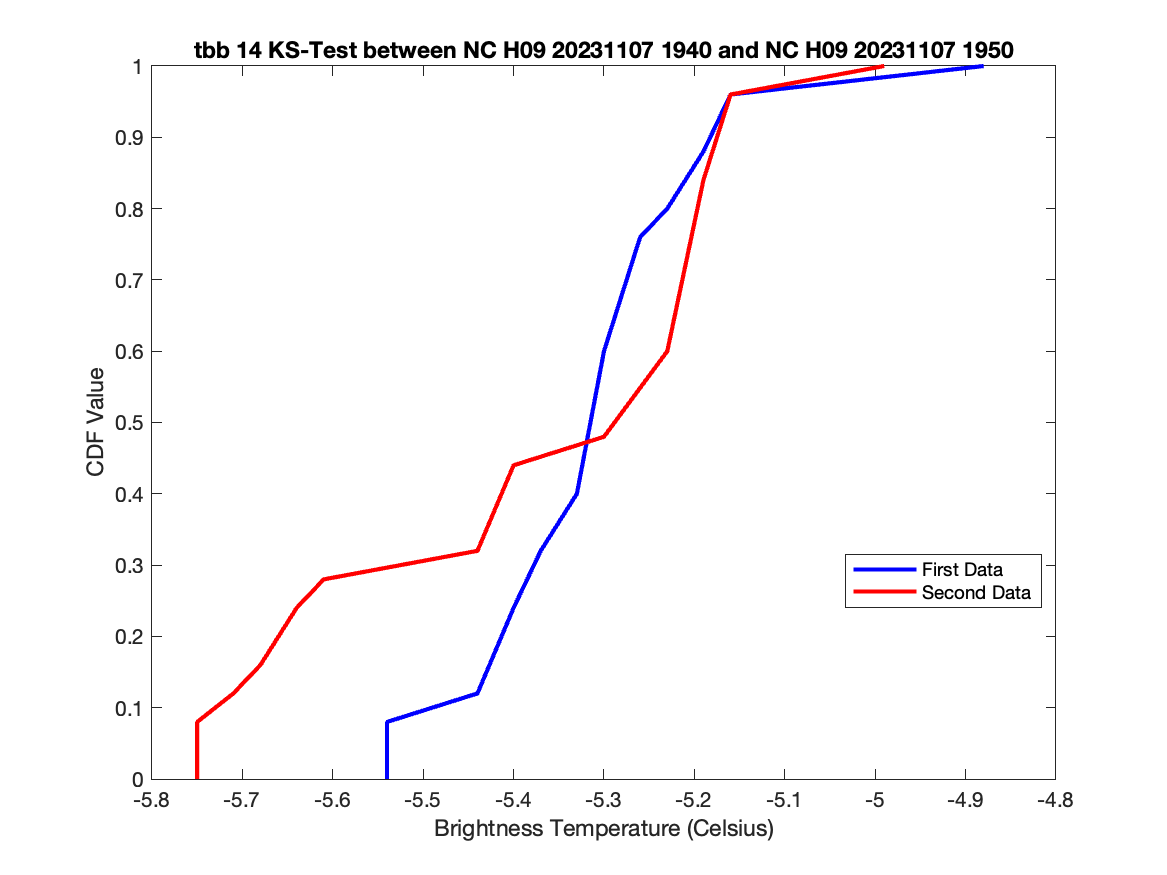 tbb 14 KS-Test between NC H09 20231107 1940 and NC H09 20231107 1950
1
0.9
0.8
0.7
0.6
0.5
0.4
0.3
0.2
0.1
0
CDF Value
First Data
Second Data
-5.8 -5.7 -5.6 -5.5 -5.4 -5.3 -5.2 -5.1 -5 -4.9 -4.8
Brightness Temperature (Celsius)